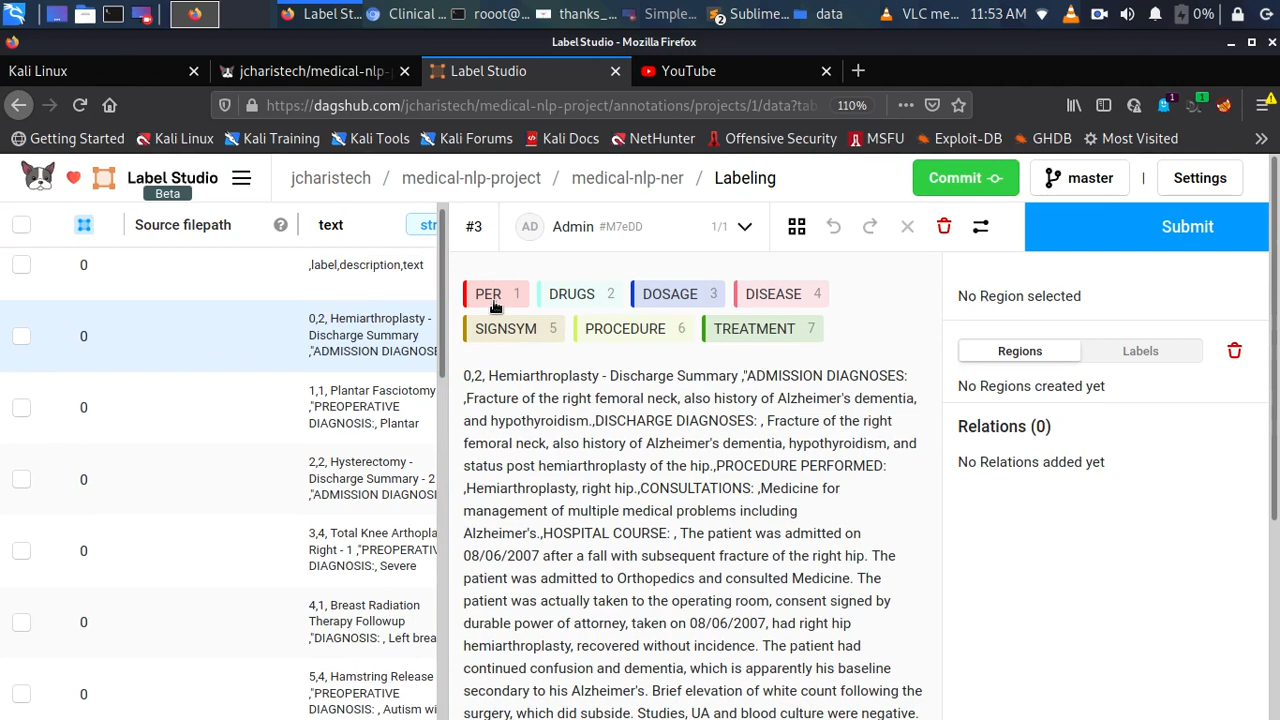 Label St... Clinical ... rooot@... thanks_... Simple... 2 Sublime... data VLC me... 11:53 AM 0%
Label Studio - Mozilla Firefox
Kali Linux jcharistech/medical-nlp- Label Studio YouTube
https://dagshub.com/jcharistech/medical-nlp-project/annotations/projects/1/data?tab 110% 1 1
Getting Started Kali Linux Kali Training Kali Tools Kali Forums Kali Docs NetHunter Offensive Security MSFU Exploit-DB GHDB Most Visited
Label Studio jcharistech / medical-nlp-project / medical-nlp-ner / Labeling Commit master | Settings
Beta
Source filepath text str #3 AD Admin #M7eDD 1/1 Submit
0 ,label,description,text
0 0,2, Hemiarthroplasty -
Discharge Summary
,"ADMISSION DIAGNOSE
0 1,1, Plantar Fasciotomy
,"PREOPERATIVE
DIAGNOSIS:, Plantar
0 2,2, Hysterectomy -
Discharge Summary - 2
,"ADMISSION DIAGNOSE
0 3,4, Total Knee Arthopla
Right - 1 ,"PREOPERATIV
DIAGNOSIS:, Severe
0 4,1, Breast Radiation
Therapy Followup
,"DIAGNOSIS: , Left brea
0 5,4, Hamstring Release
,"PREOPERATIVE
DIAGNOSIS:, Autism wi
PER 1 DRUGS 2 DOSAGE 3 DISEASE 4
SIGNSYM 5 PROCEDURE 6 TREATMENT 7
0,2, Hemiarthroplasty - Discharge Summary ,"ADMISSION DIAGNOSES:
,Fracture of the right femoral neck, also history of Alzheimer's dementia,
and hypothyroidism.,DISCHARGE DIAGNOSES: , Fracture of the right
femoral neck, also history of Alzheimer's dementia, hypothyroidism, and
status post hemiarthroplasty of the hip.,PROCEDURE PERFORMED:
,Hemiarthroplasty, right hip.,CONSULTATIONS: ,Medicine for
management of multiple medical problems including
Alzheimer's.,HOSPITAL COURSE: , The patient was admitted on
08/06/2007 after a fall with subsequent fracture of the right hip. The
patient was admitted to Orthopedics and consulted Medicine. The
patient was actually taken to the operating room, consent signed by
durable power of attorney, taken on 08/06/2007, had right hip
hemiarthroplasty, recovered without incidence. The patient had
continued confusion and dementia, which is apparently his baseline
secondary to his Alzheimer's. Brief elevation of white count following the
surgery, which did subside. Studies, UA and blood culture were negative.
No Region selected
Regions Labels
No Regions created yet
Relations (0)
No Relations added yet